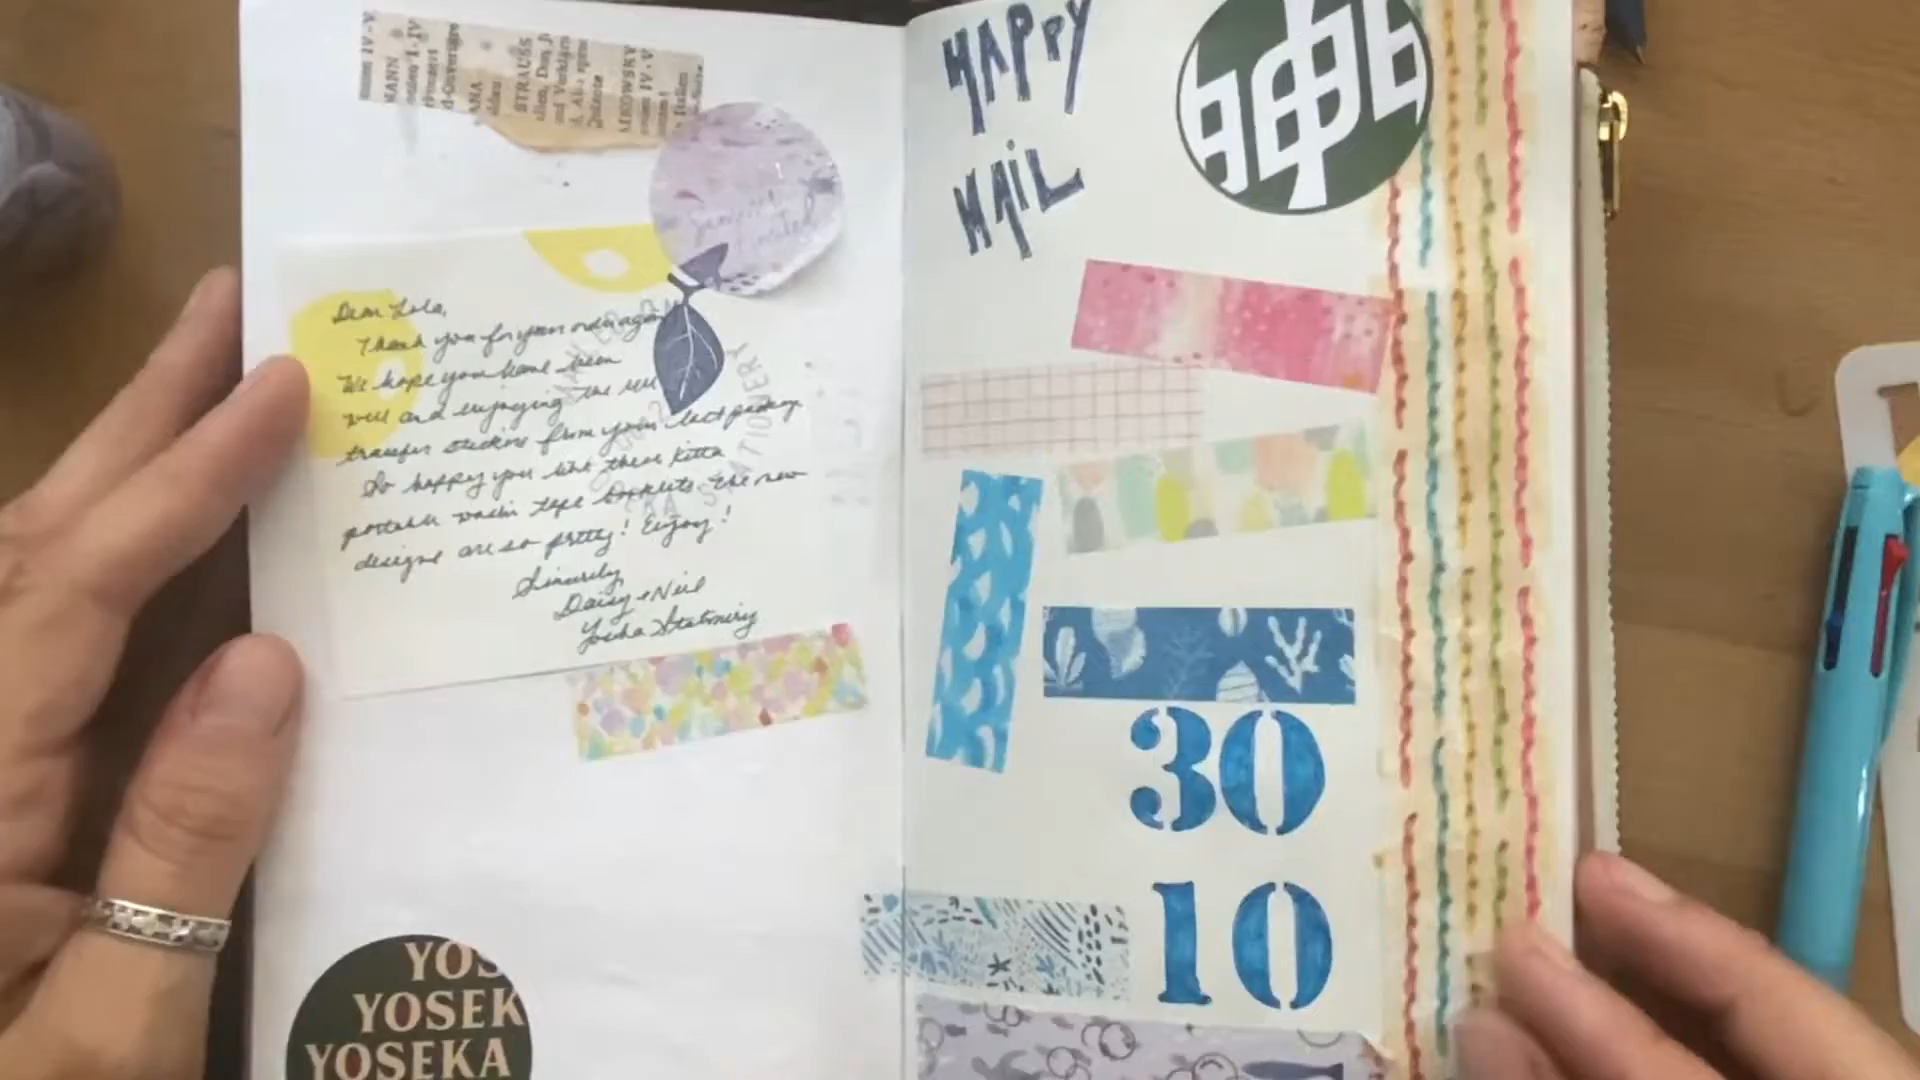 STRAUSS
HAPPY
MAIL
Dear Lola,
Thank you for your order again
We hope you have been
well and enjoying the
transfer stickers from your last package
So happy you like these Kitta
portable washi tape booklets. The new
designs are so pretty! Enjoy!
Sincerely,
Daisy + Neil
Yoseka Stationery
30
10
YOS
YOSEK
YOSEKA